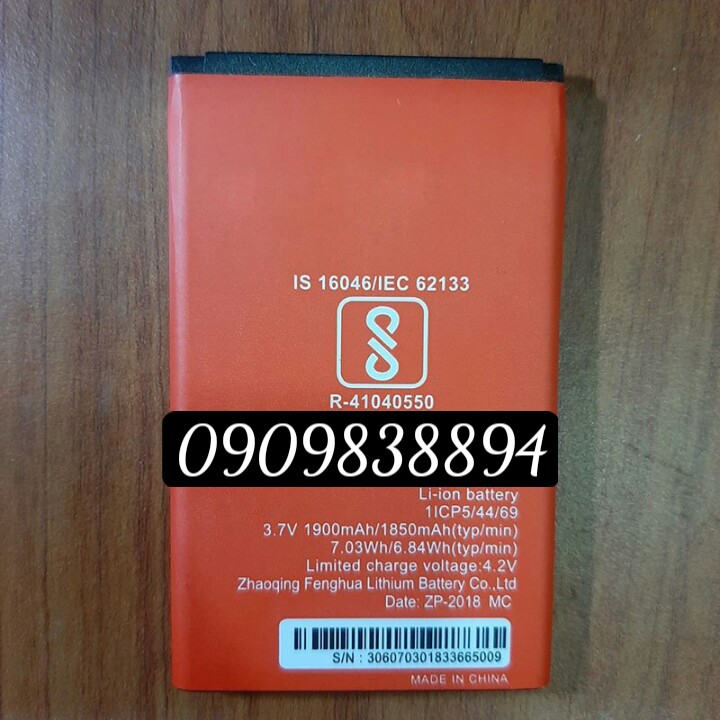 IS 16046/IEC 62133
R-41040550
0909838894
Li-ion battery
1ICP5/44/69
3.7V 1900mAh/1850mAh(typ/min)
7.03Wh/6.84Wh(typ/min)
Limited charge voltage:4.2V
Zhaoqing Fenghua Lithium Battery Co.,Ltd
Date: ZP-2018 MC
S/N : 306070301833665009
MADE IN CHINA